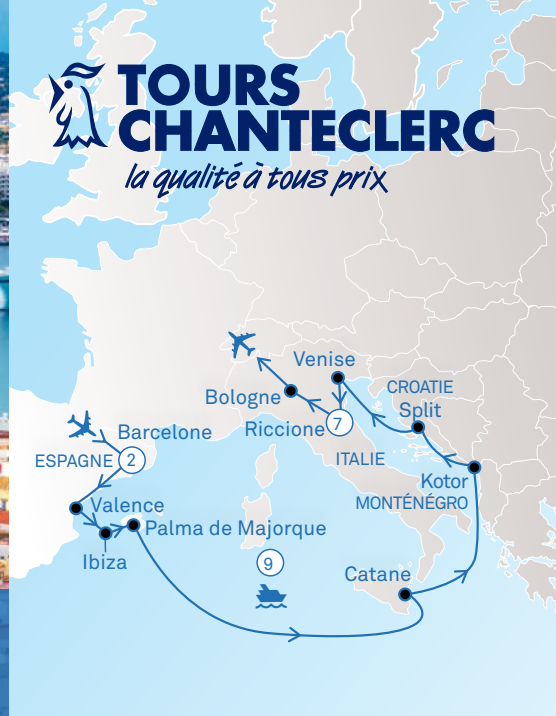 TOURS
CHANTECLERC
la qualité à tous prix
Venise
CROATIE
Bologne
Split
Riccione 7
Barcelone
ESPAGNE 2
ITALIE
Kotor
MONTÉNÉGRO
Valence
Palma de Majorque
Ibiza
9
Catane